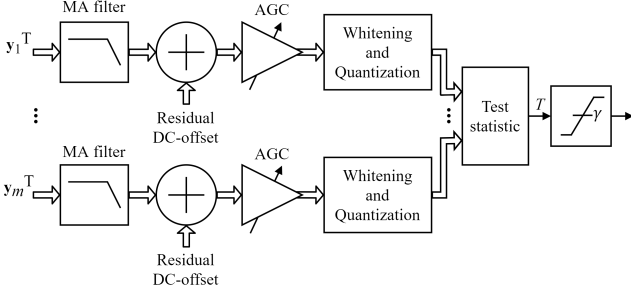 MA filter
AGC
y₁ᵀ
Whitening
and
Quantization
Residual
DC-offset
Test
statistic
T
γ
MA filter
AGC
yₘᵀ
Whitening
and
Quantization
Residual
DC-offset